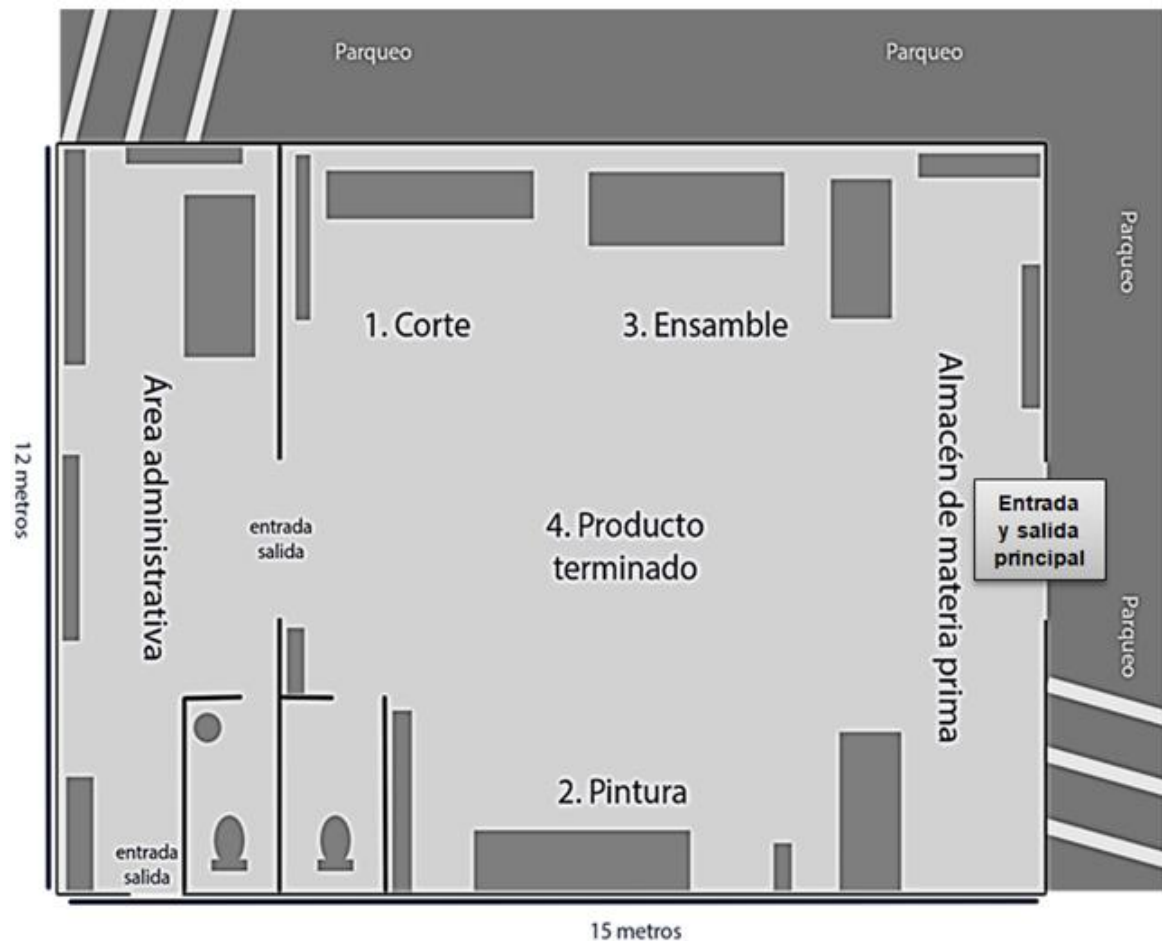 Parqueo
Parqueo
Parqueo
1. Corte
3. Ensamble
Área administrativa
Almacén de materia prima
12 metros
entrada
salida
4. Producto
terminado
Entrada
y salida
principal
Parqueo
2. Pintura
entrada
salida
15 metros